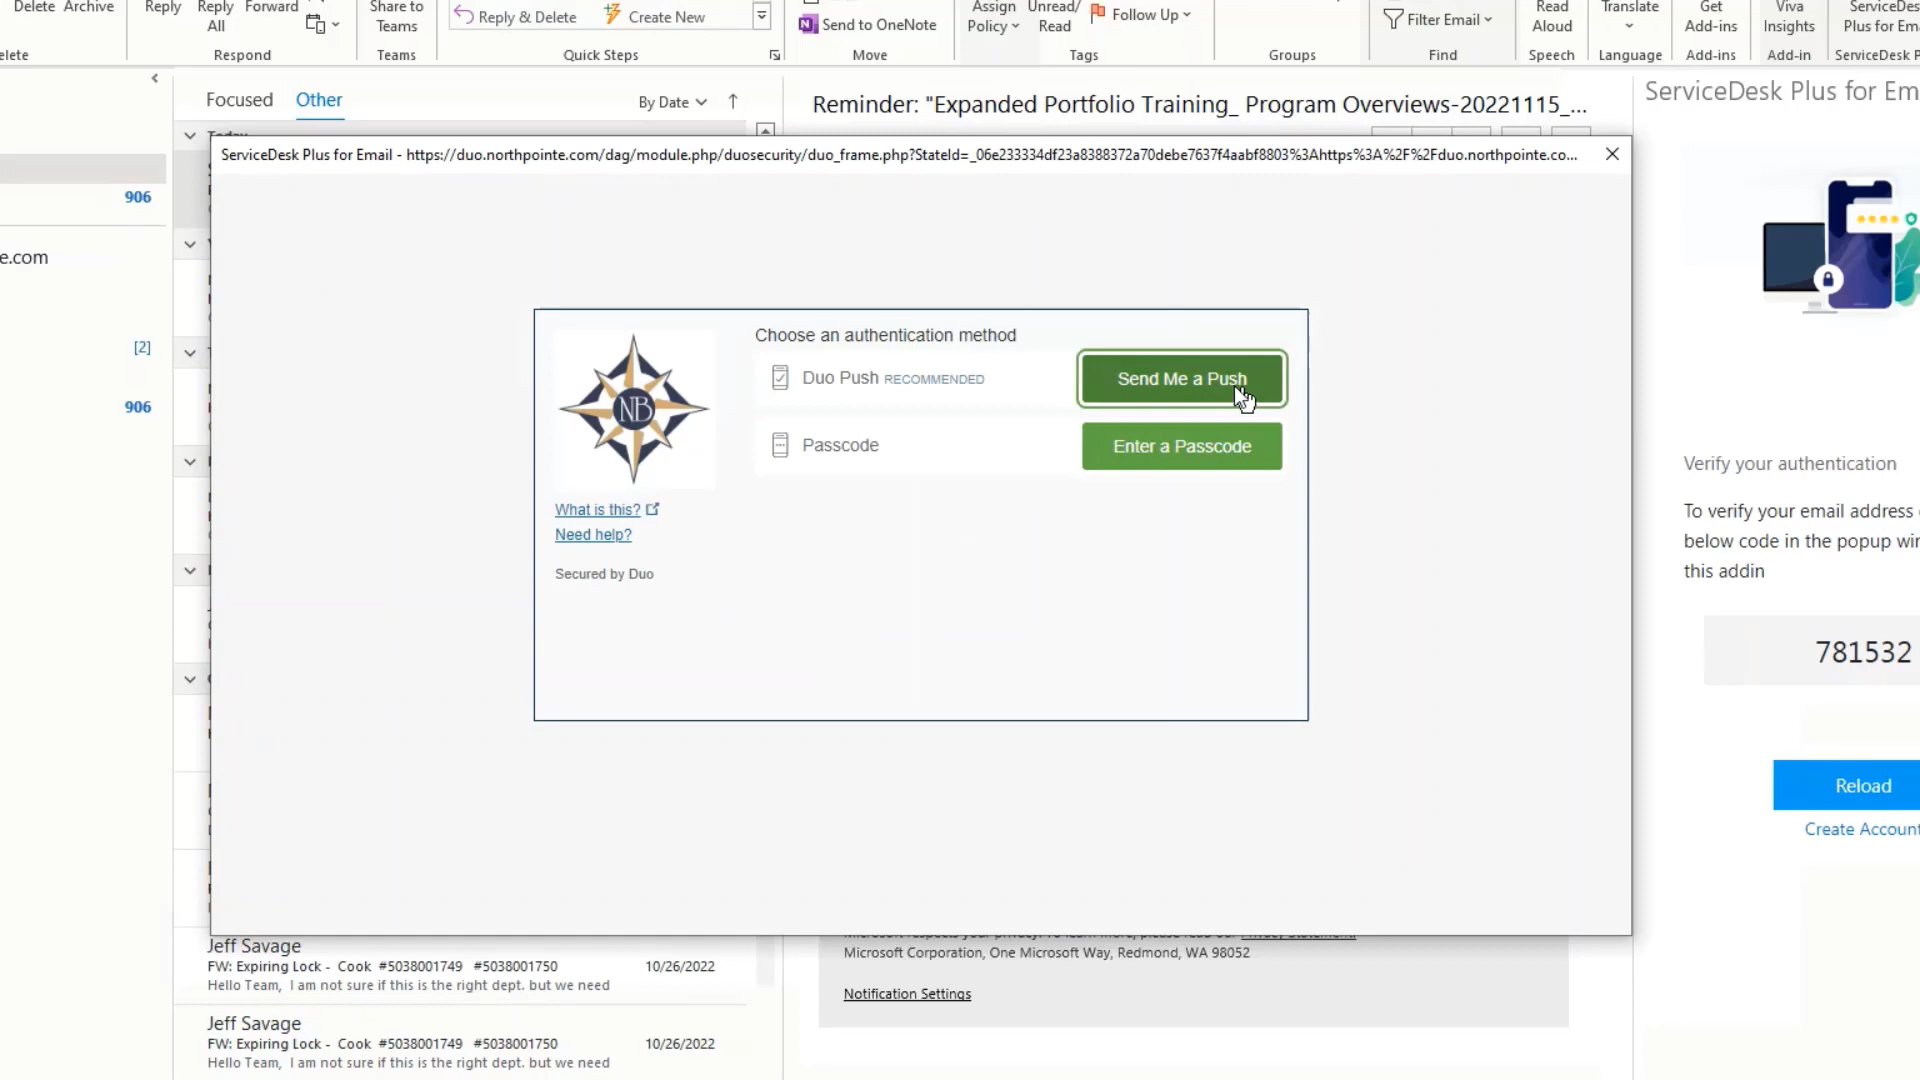 Delete Archive
Reply
Reply All
Forward
Share to Teams
Reply & Delete
Create New
Send to OneNote
Assign Policy
Unread/ Read
Follow Up
Filter Email
Read Aloud
Translate
Get Add-ins
Viva Insights
ServiceDes
Plus for Ema
elete
Respond
Teams
Quick Steps
Move
Tags
Groups
Find
Speech
Language
Add-ins
Add-in
ServiceDesk P
Focused Other
By Date
Reminder: "Expanded Portfolio Training_ Program Overviews-20221115_...
ServiceDesk Plus for Em
Today
ServiceDesk Plus for Email - https://duo.northpointe.com/dag/module.php/duosecurity/duo_frame.php?StateId=_06e233334df23a8388372a70debe7637f4aabf8803%3Ahttps%3A%2F%2Fduo.northpointe.co...
906
e.com
[2]
906
NB
Choose an authentication method
Duo Push RECOMMENDED
Send Me a Push
Passcode
Enter a Passcode
What is this?
Need help?
Secured by Duo
Verify your authentication
To verify your email address
below code in the popup wi
this addin
781532
Reload
Create Account
Jeff Savage
FW: Expiring Lock - Cook #5038001749 #5038001750 10/26/2022
Hello Team, I am not sure if this is the right dept. but we need
Jeff Savage
FW: Expiring Lock - Cook #5038001749 #5038001750 10/26/2022
Hello Team, I am not sure if this is the right dept. but we need
Microsoft Corporation, One Microsoft Way, Redmond, WA 98052
Notification Settings